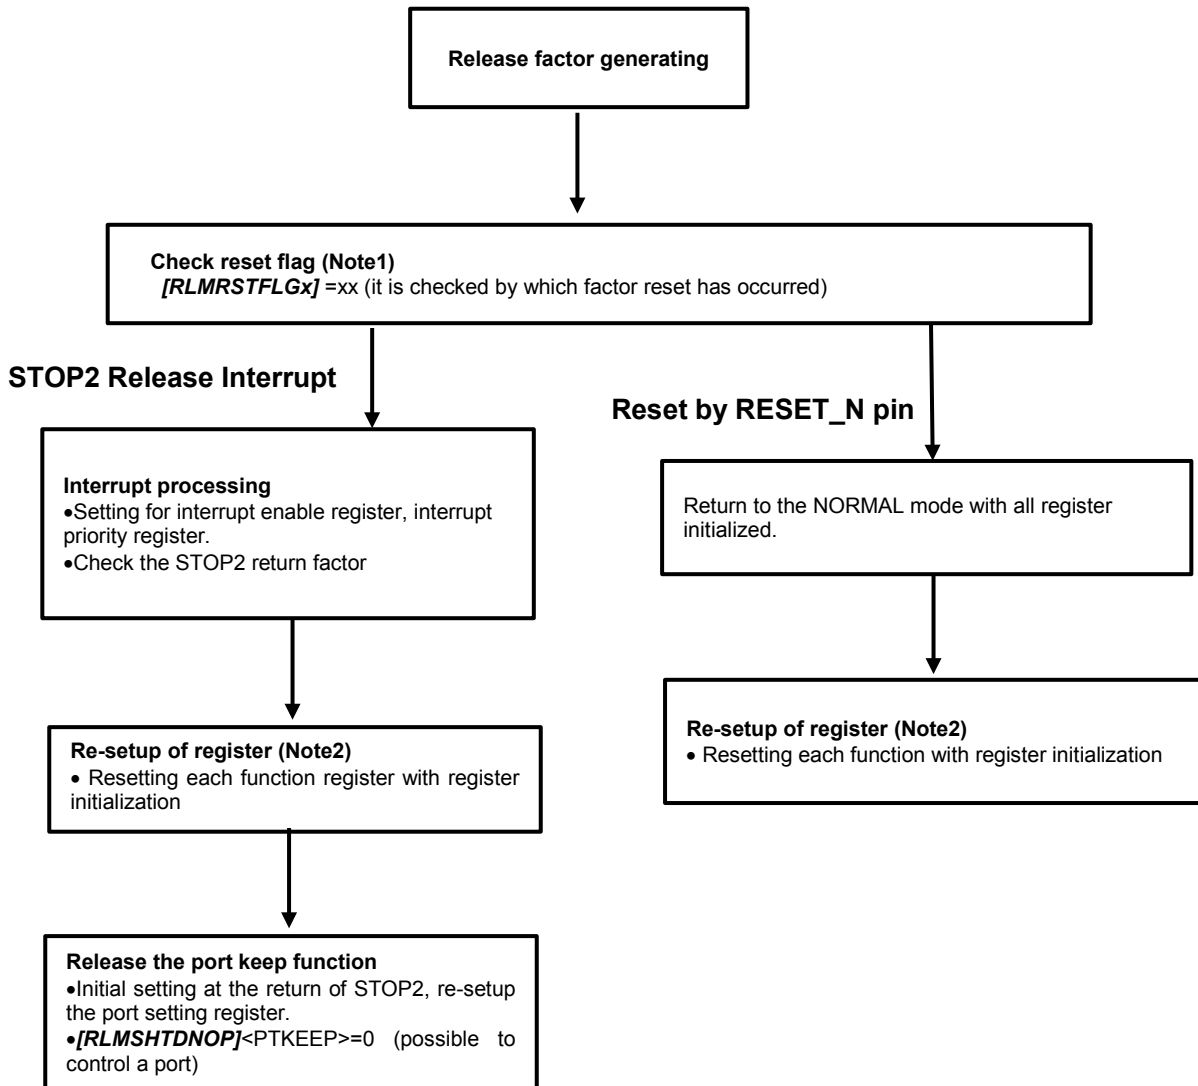 Release factor generating
Check reset flag (Note1)
[RLMRSTFLGx] =xx (it is checked by which factor reset has occurred)
STOP2 Release Interrupt
Reset by RESET_N pin
Interrupt processing
•Setting for interrupt enable register, interrupt
priority register.
•Check the STOP2 return factor
Return to the NORMAL mode with all register
initialized.
Re-setup of register (Note2)
• Resetting each function register with register
initialization
Re-setup of register (Note2)
• Resetting each function with register initialization
Release the port keep function
•Initial setting at the return of STOP2, re-setup
the port setting register.
•[RLMSHTDNOP]<PTKEEP>=0 (possible to
control a port)